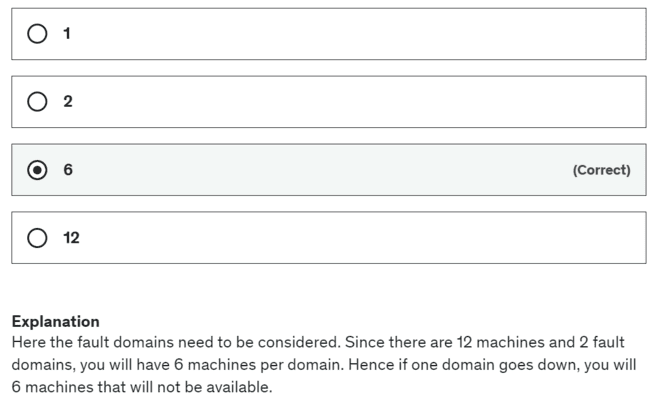 1
2
6 (Correct)
12
Explanation
Here the fault domains need to be considered. Since there are 12 machines and 2 fault
domains, you will have 6 machines per domain. Hence if one domain goes down, you will
6 machines that will not be available.